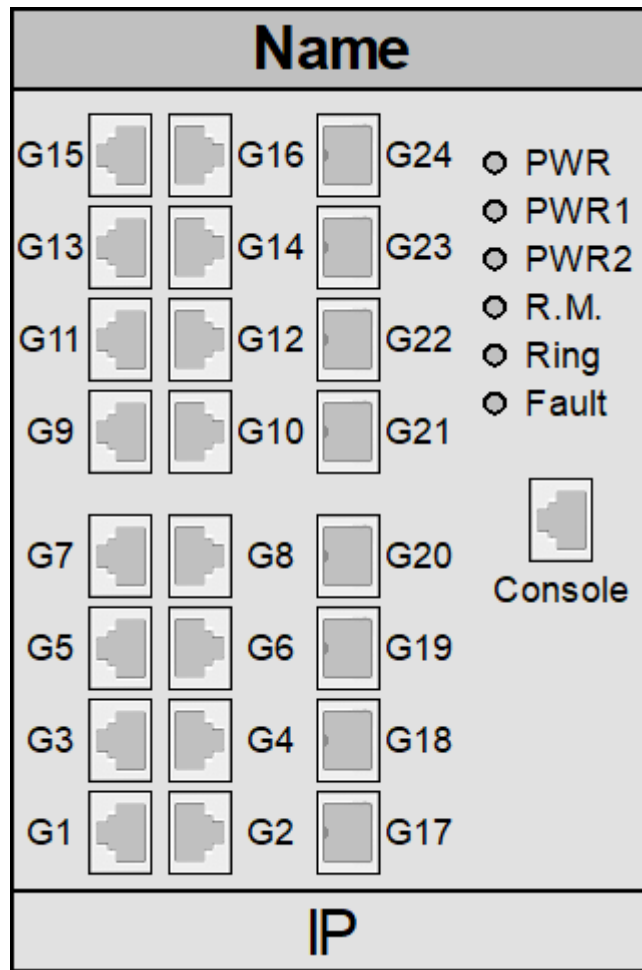 Name
G15 G16 G24
G13 G14 G23
G11 G12 G22
G9 G10 G21
G7 G8 G20
G5 G6 G19
G3 G4 G18
G1 G2 G17
PWR
PWR1
PWR2
R.M.
Ring
Fault
Console
IP